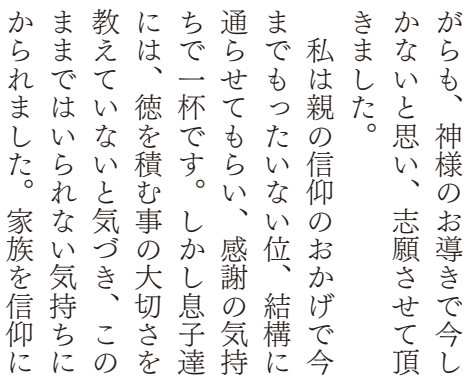 がらも、神様のお導きで今し
かないと思い、志願させて頂
きました。
　私は親の信仰のおかげで今
までもったいない位、結構に
通らせてもらい、感謝の気持
ちで一杯です。しかし息子達
には、徳を積む事の大切さを
教えていないと気づき、この
ままではいられない気持ちに
かられました。家族を信仰に